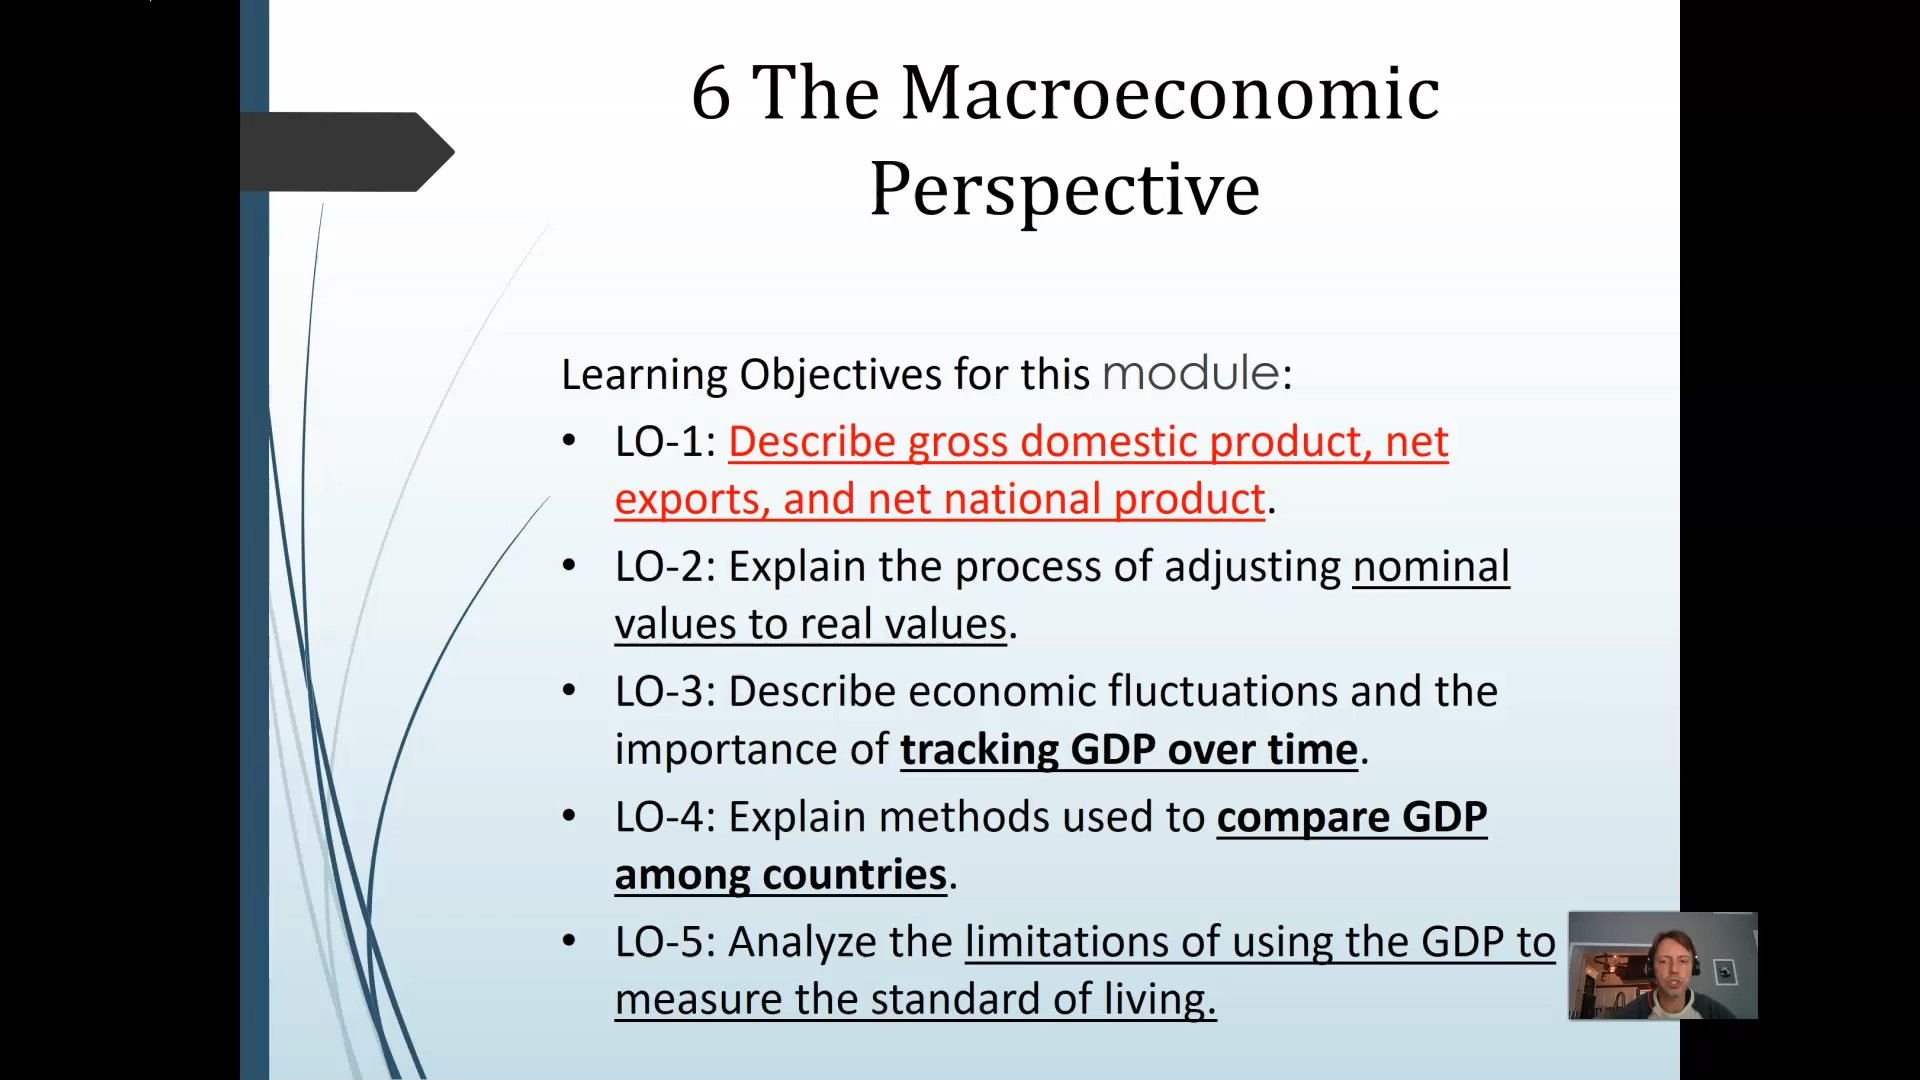 6 The Macroeconomic
Perspective
Learning Objectives for this module:
• LO-1: Describe gross domestic product, net
exports, and net national product.
• LO-2: Explain the process of adjusting nominal
values to real values.
• LO-3: Describe economic fluctuations and the
importance of tracking GDP over time.
• LO-4: Explain methods used to compare GDP
among countries.
• LO-5: Analyze the limitations of using the GDP to
measure the standard of living.